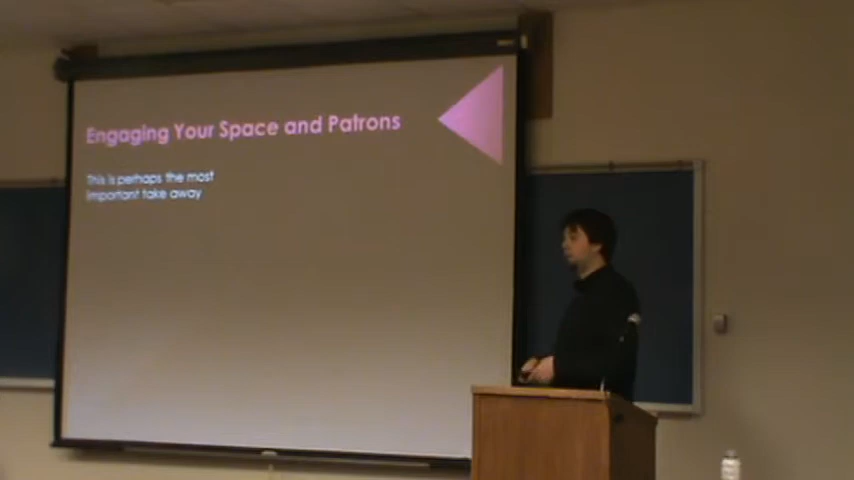 Engaging Your Space and Patrons
This is perhaps the most
important take away